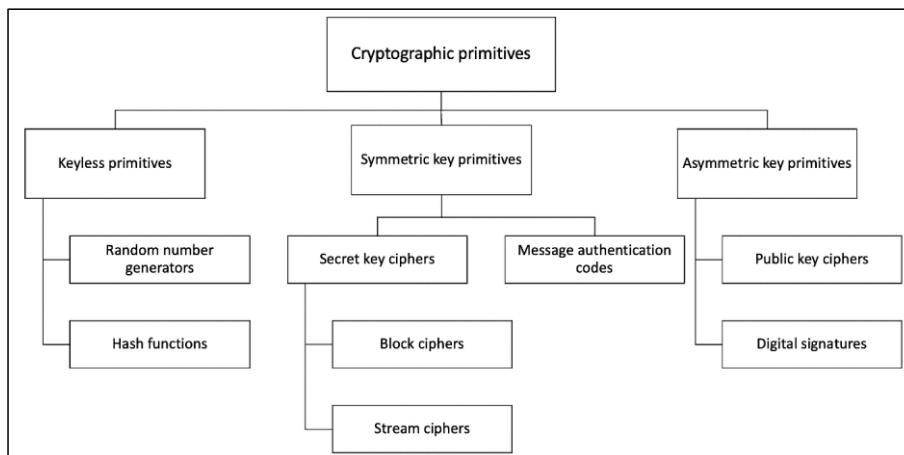 Cryptographic primitives
Keyless primitives
Symmetric key primitives
Asymmetric key primitives
Random number
generators
Secret key ciphers
Message authentication
codes
Public key ciphers
Hash functions
Block ciphers
Digital signatures
Stream ciphers